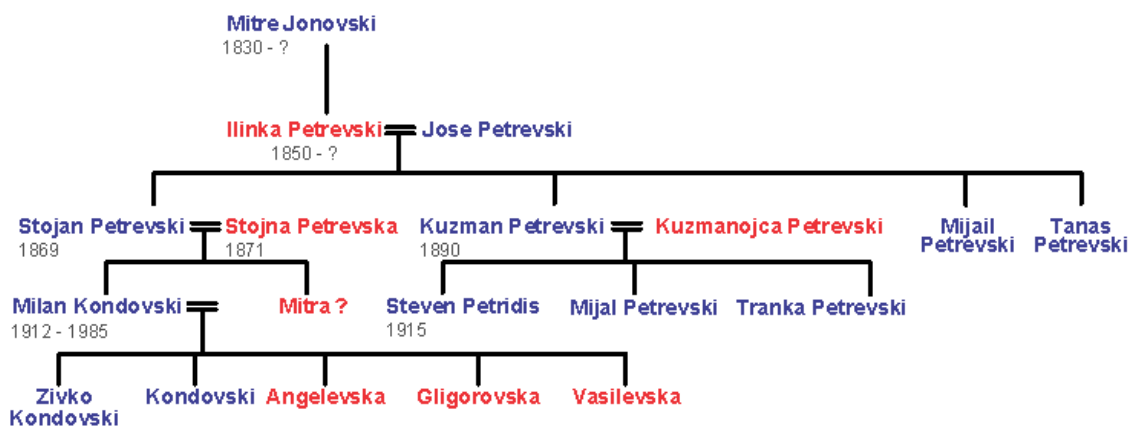 Mitre Jonovski
1830 - ?
Ilinka Petrevski Jose Petrevski
1850 - ?
Stojan Petrevski Stojna Petrevska Kuzman Petrevski Kuzmanojca Petrevski Mijail Petrevski Tanas Petrevski
1869 1871 1890
Milan Kondovski Mitra ? Steven Petridis Mijal Petrevski Tranka Petrevski
1912 - 1985 1915
Zivko Kondovski Kondovski Angelevska Gligorovska Vasilevska